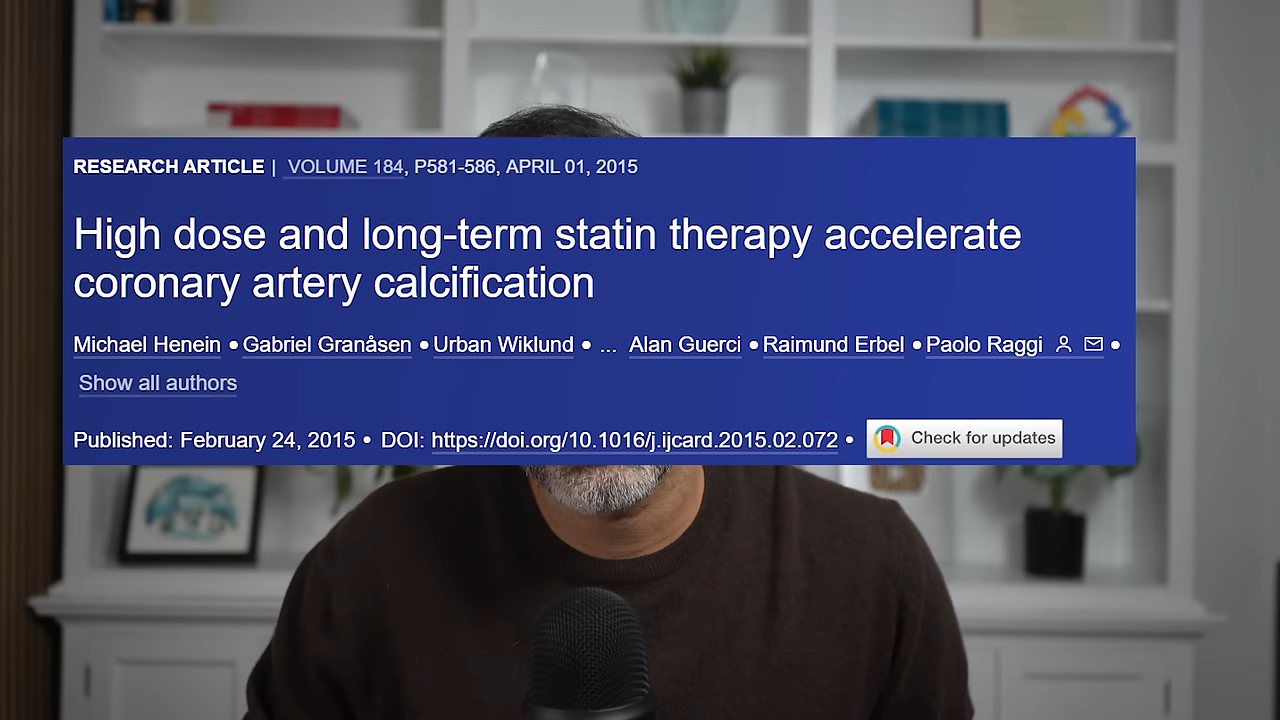 RESEARCH ARTICLE | VOLUME 184, P581-586, APRIL 01, 2015
High dose and long-term statin therapy accelerate
coronary artery calcification
Michael Henein • Gabriel Granåsen • Urban Wiklund • ... Alan Guerci • Raimund Erbel • Paolo Raggi •
Show all authors
Published: February 24, 2015 • DOI: https://doi.org/10.1016/j.ijcard.2015.02.072 • Check for updates